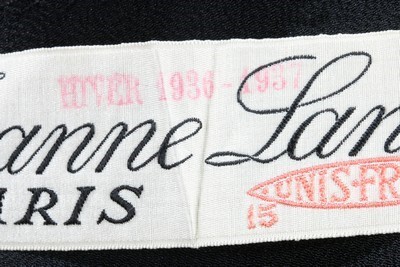 HIVER 1936-1937
anne Lan
ARIS UNIS-FR
15